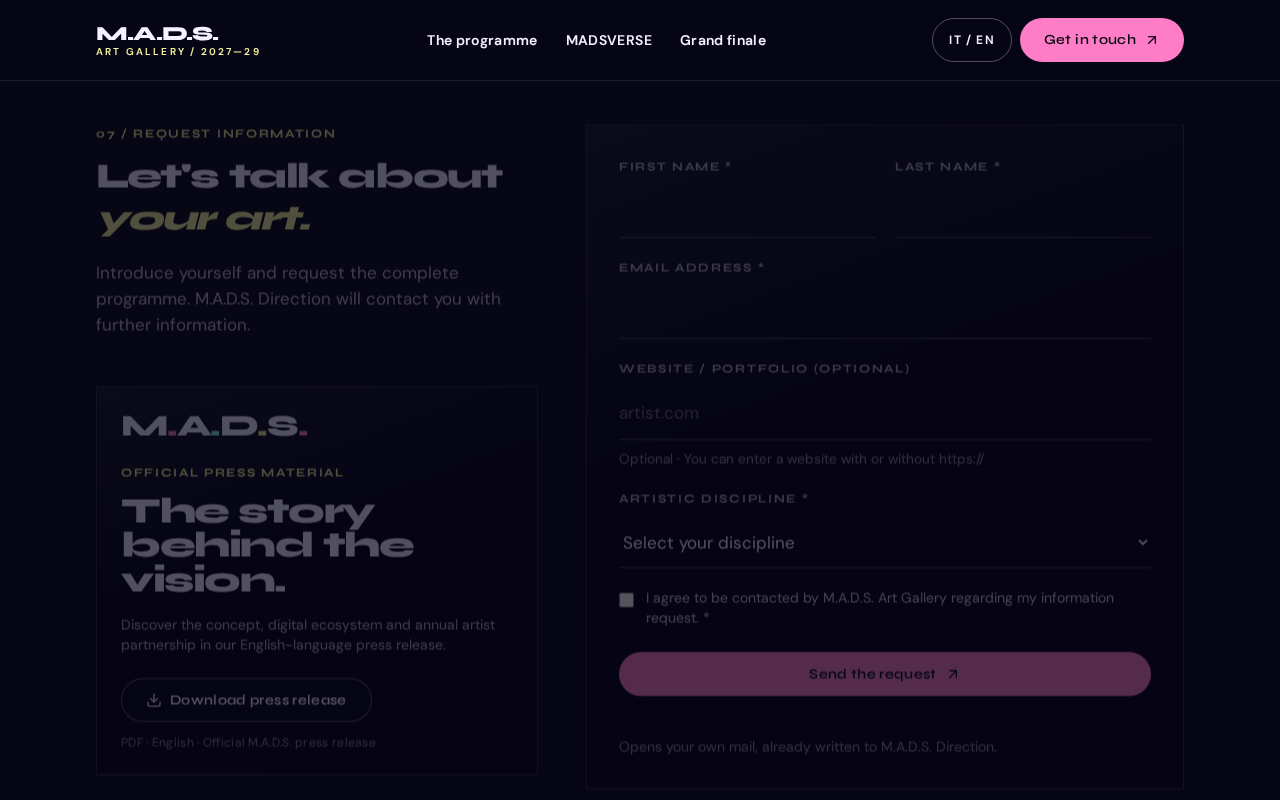 M.A.D.S.
ART GALLERY / 2027—29
The programme
MADSVERSE
Grand finale
IT / EN
Get in touch
07 / REQUEST INFORMATION
Let's talk about
your art.
Introduce yourself and request the complete
programme. M.A.D.S. Direction will contact you with
further information.
M.A.D.S.
OFFICIAL PRESS MATERIAL
The story
behind the
vision.
Discover the concept, digital ecosystem and annual artist
partnership in our English-language press release.
Download press release
PDF · English · Official M.A.D.S. press release
FIRST NAME *
LAST NAME *
EMAIL ADDRESS *
WEBSITE / PORTFOLIO (OPTIONAL)
artist.com
Optional · You can enter a website with or without https://
ARTISTIC DISCIPLINE *
Select your discipline
I agree to be contacted by M.A.D.S. Art Gallery regarding my information
request. *
Send the request
Opens your own mail, already written to M.A.D.S. Direction.